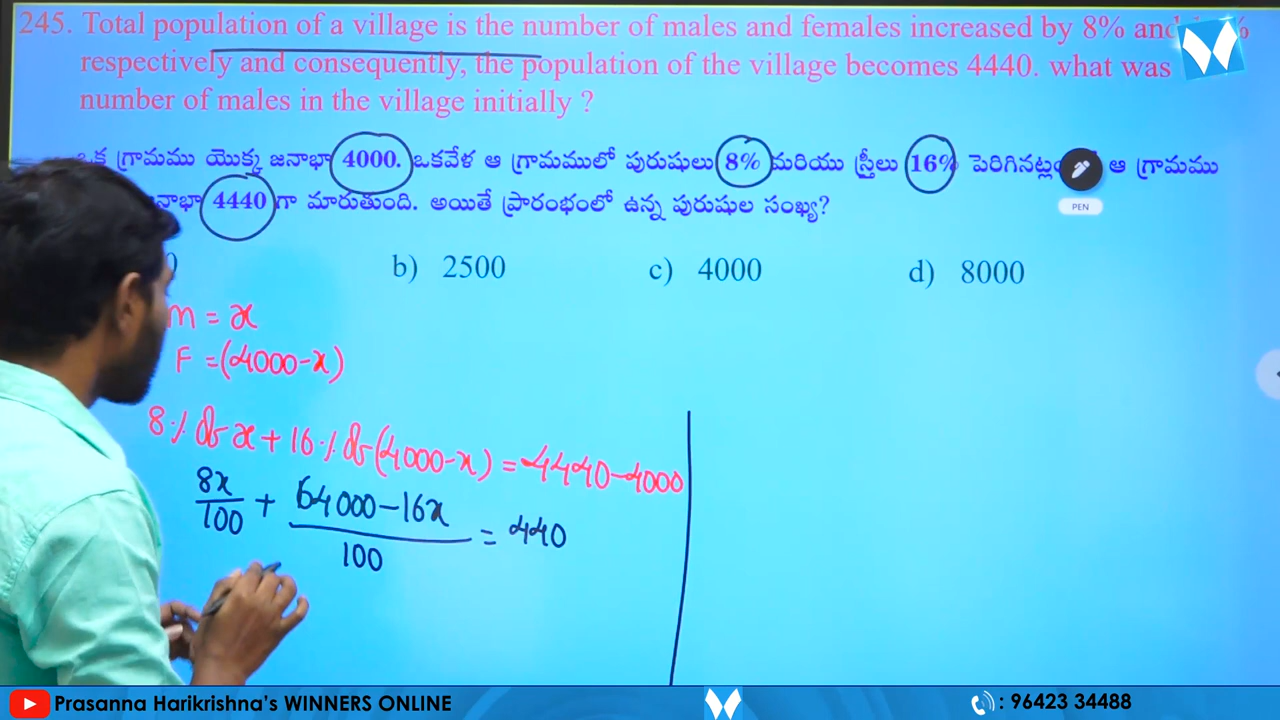 245. Total population of a village is the number of males and females increased by 8% and %
respectively and consequently, the population of the village becomes 4440. what was
number of males in the village initially ?
ఒక గ్రామము యొక్క జనాభా 4000. ఒకవేళ ఆ గ్రామములో పురుషులు 8% మరియు స్త్రీలు 16% ఆ గ్రామము
4440 గా మారుతుంది. అయితే ప్రారంభంలో ఉన్న పురుషుల సంఖ్య?
PEN
b) 2500 c) 4000 d) 8000
m = x
F = (4000-x)
8% of x + 16% of (4000-x) = 4440-4000
8x/100 + 64000-16x/100 = 440
Prasanna Harikrishna's WINNERS ONLINE
: 96423 34488